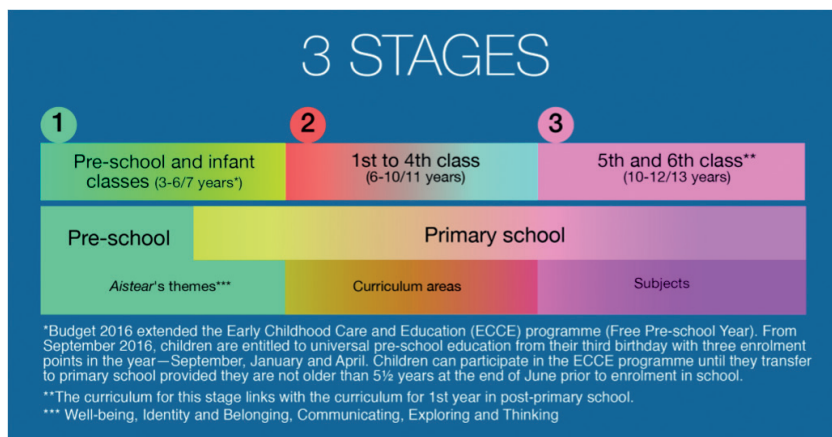 3 STAGES
1
2
3
Pre-school and infant
classes (3-6/7 years*)
1st to 4th class
(6-10/11 years)
5th and 6th class**
(10-12/13 years)
Pre-school
Primary school
Aistear's themes***
Curriculum areas
Subjects
*Budget 2016 extended the Early Childhood Care and Education (ECCE) programme (Free Pre-school Year). From
September 2016, children are entitled to universal pre-school education from their third birthday with three enrolment
points in the year—September, January and April. Children can participate in the ECCE programme until they transfer
to primary school provided they are not older than 5½ years at the end of June prior to enrolment in school.
**The curriculum for this stage links with the curriculum for 1st year in post-primary school.
*** Well-being, Identity and Belonging, Communicating, Exploring and Thinking